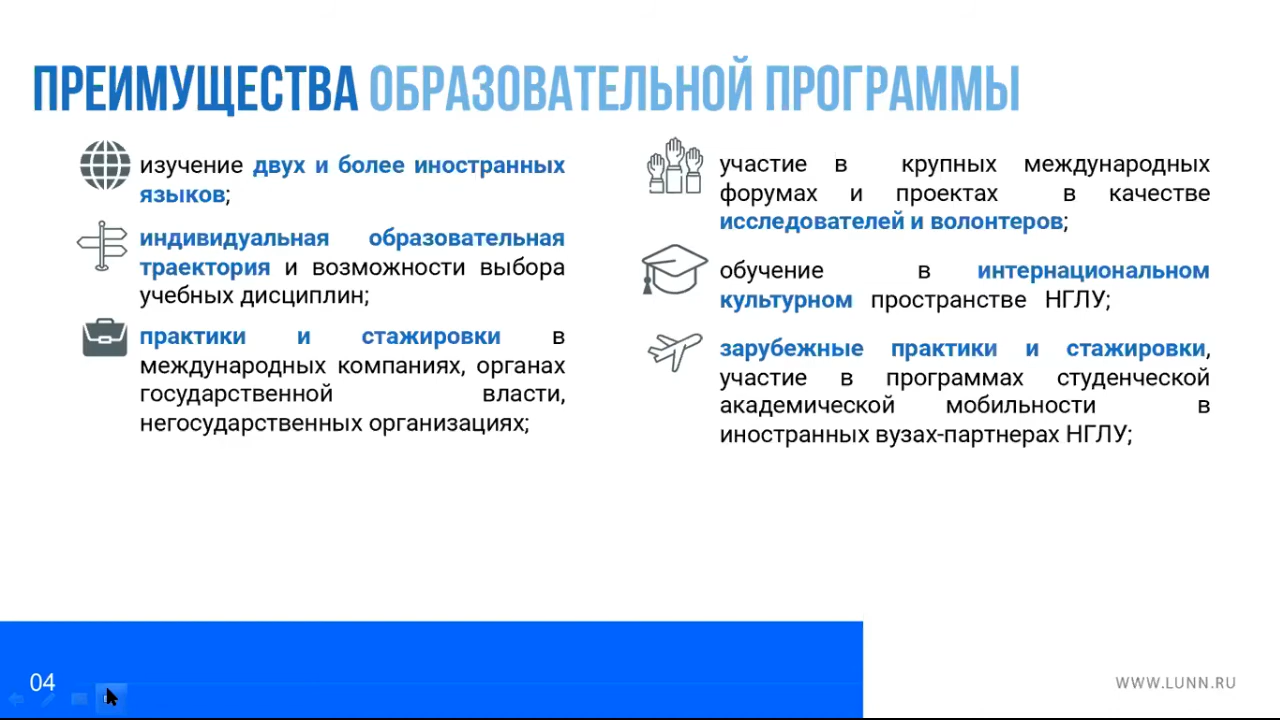 ПРЕИМУЩЕСТВА ОБРАЗОВАТЕЛЬНОЙ ПРОГРАММЫ
изучение двух и более иностранных
языков;
индивидуальная образовательная
траектория и возможности выбора
учебных дисциплин;
практики и стажировки в
международных компаниях, органах
государственной власти,
негосударственных организациях;
участие в крупных международных
форумах и проектах в качестве
исследователей и волонтеров;
обучение в интернациональном
культурном пространстве НГЛУ;
зарубежные практики и стажировки,
участие в программах студенческой
академической мобильности в
иностранных вузах-партнерах НГЛУ;
04
WWW.LUNN.RU